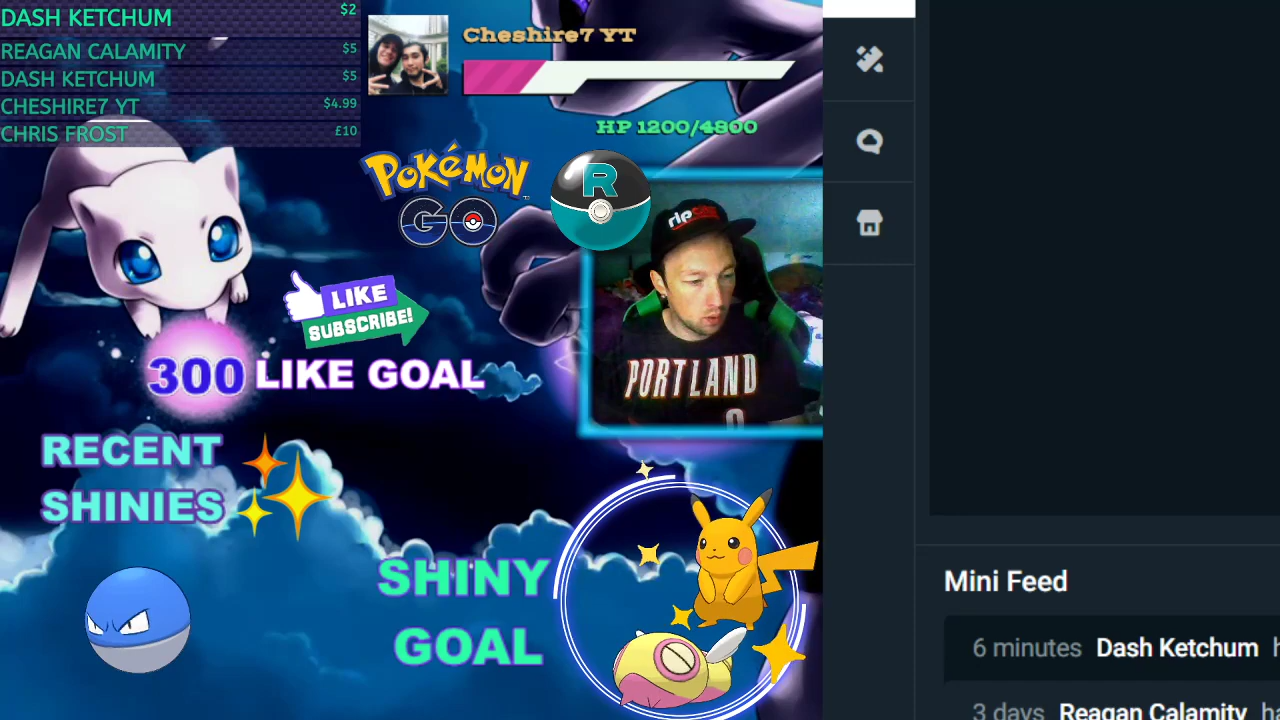 DASH KETCHUM $2
REAGAN CALAMITY $5
DASH KETCHUM $5
CHESHIRE7 YT $4.99
CHRIS FROST £10
Cheshire7 YT
HP 1200/4800
POKéMON
GO
R
LIKE
SUBSCRIBE!
300 LIKE GOAL
PORTLAND
RECENT
SHINIES
SHINY
GOAL
Mini Feed
6 minutes Dash Ketchum
3 days Reagan Calamity